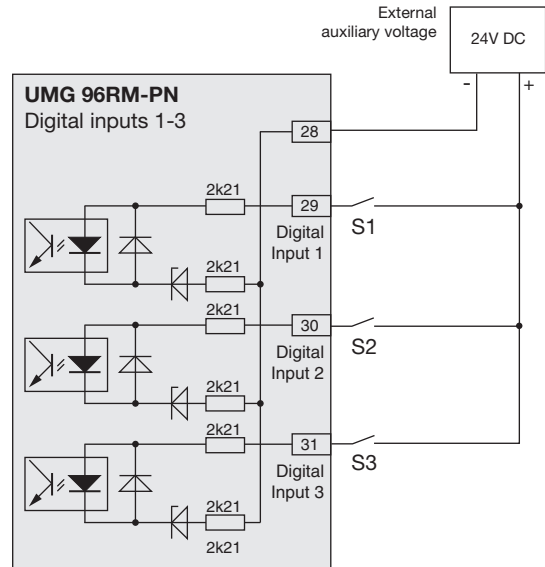 External
auxiliary voltage
24V DC
- +
UMG 96RM-PN
Digital inputs 1-3
28
2k21
29
S1
Digital
Input 1
2k21
2k21
30
S2
Digital
Input 2
2k21
2k21
31
S3
Digital
Input 3
2k21
2k21